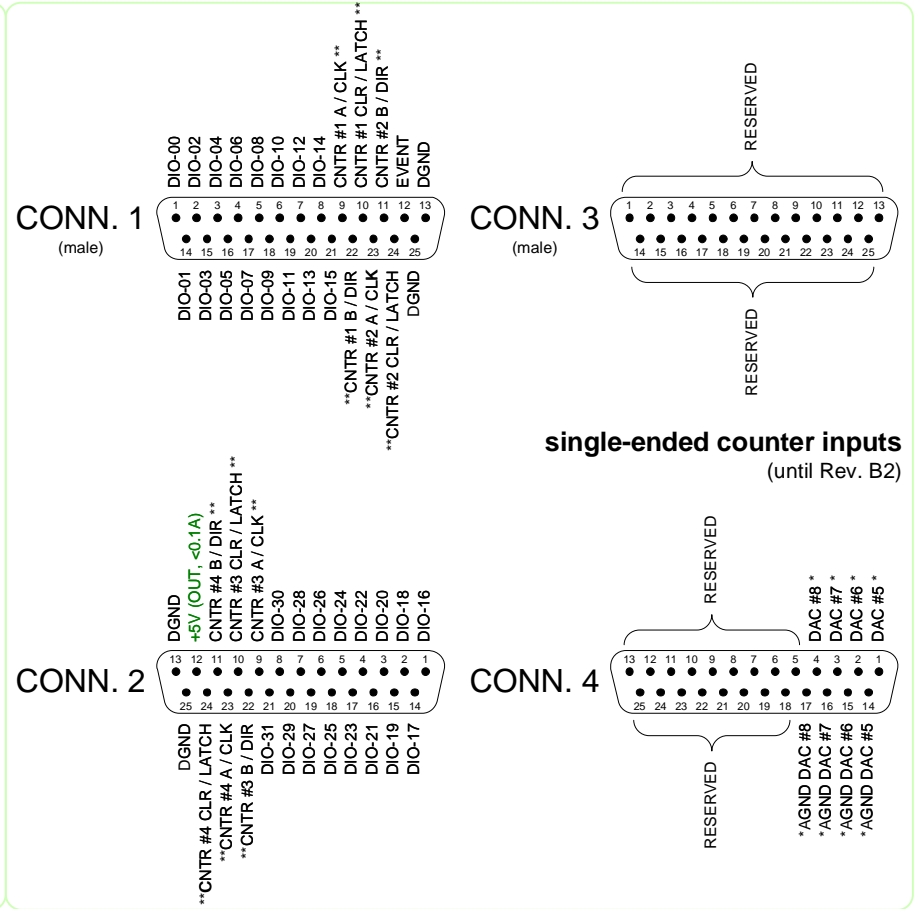 DIO-00
DIO-02
DIO-04
DIO-06
DIO-08
DIO-10
DIO-12
DIO-14
CNTR #1 A / CLK **
CNTR #1 CLR / LATCH **
CNTR #2 B / DIR **
EVENT
DGND
CONN. 1
(male)
1 2 3 4 5 6 7 8 9 10 11 12 13
14 15 16 17 18 19 20 21 22 23 24 25
DIO-01
DIO-03
DIO-05
DIO-07
DIO-09
DIO-11
DIO-13
DIO-15
**CNTR #1 B / DIR
**CNTR #2 A / CLK
**CNTR #2 CLR / LATCH
DGND
RESERVED
CONN. 3
(male)
1 2 3 4 5 6 7 8 9 10 11 12 13
14 15 16 17 18 19 20 21 22 23 24 25
RESERVED
single-ended counter inputs
(until Rev. B2)
DGND
+5V (OUT, <0.1A)
CNTR #4 B / DIR **
CNTR #3 CLR / LATCH **
CNTR #3 A / CLK **
DIO-30
DIO-28
DIO-26
DIO-24
DIO-22
DIO-20
DIO-18
DIO-16
CONN. 2
13 12 11 10 9 8 7 6 5 4 3 2 1
25 24 23 22 21 20 19 18 17 16 15 14
DGND
**CNTR #4 CLR / LATCH
**CNTR #4 A / CLK
**CNTR #3 B / DIR
DIO-31
DIO-29
DIO-27
DIO-25
DIO-23
DIO-21
DIO-19
DIO-17
RESERVED
DAC #8 *
DAC #7 *
DAC #6 *
DAC #5 *
CONN. 4
13 12 11 10 9 8 7 6 5 4 3 2 1
25 24 23 22 21 20 19 18 17 16 15 14
RESERVED
*AGND DAC #8
*AGND DAC #7
*AGND DAC #6
*AGND DAC #5